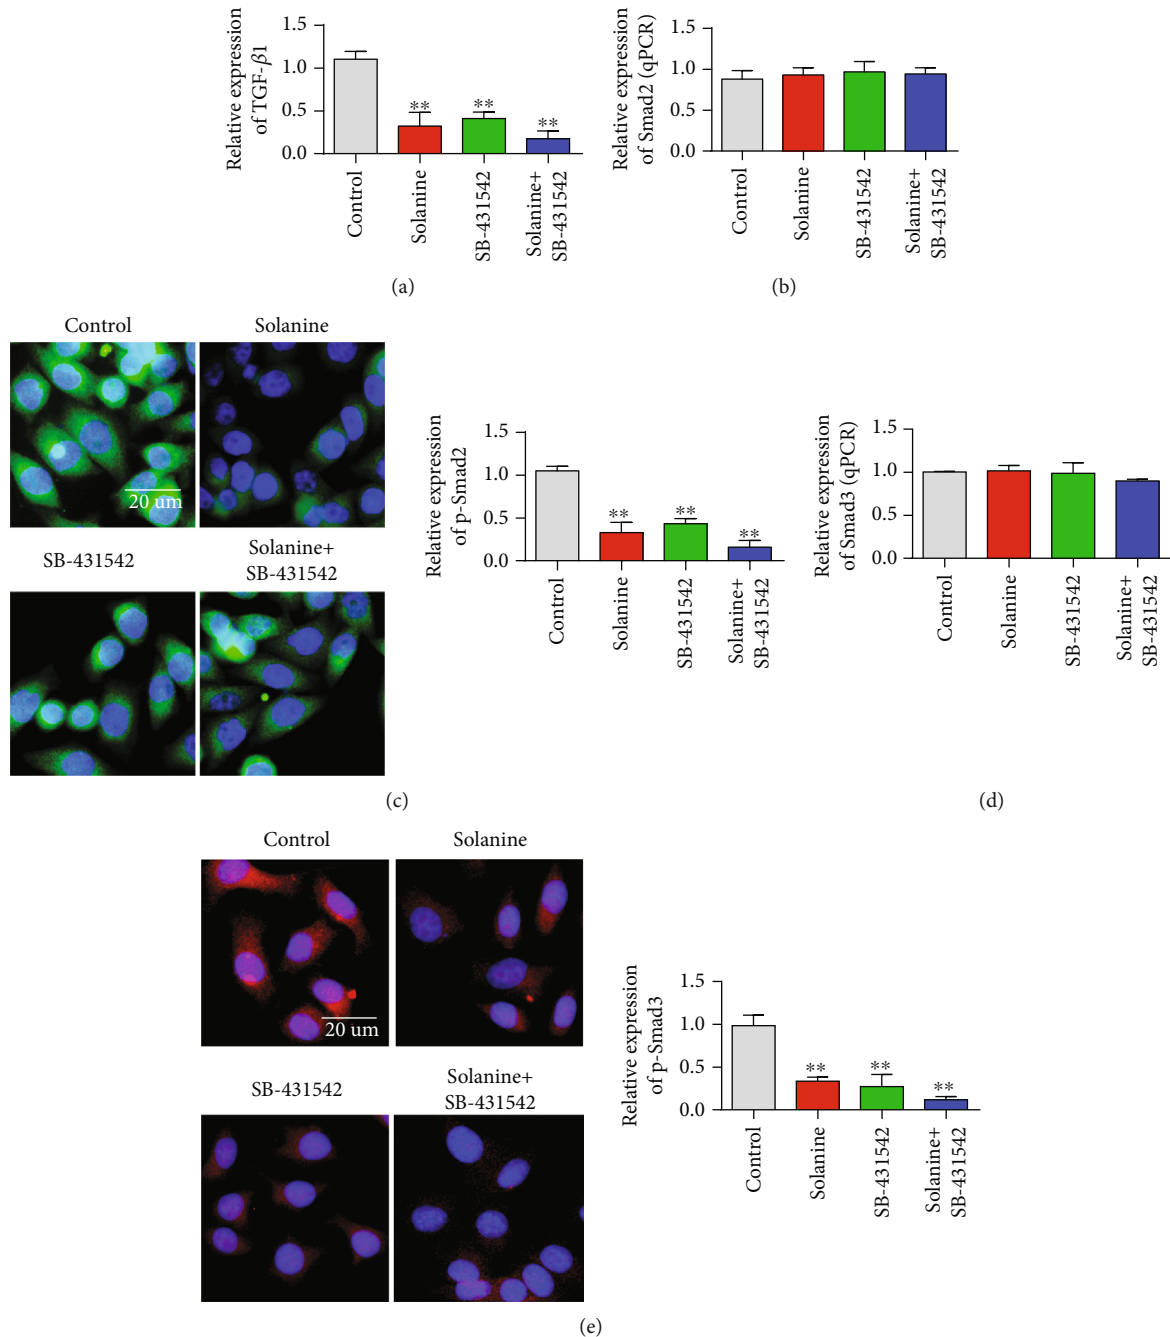 Relative expression
of TGF-β1
1.5
1.0
0.5
0.0
**
**
**
Control
Solanine
SB-431542
Solanine+
SB-431542
(a)
Relative expression
of Smad2 (qPCR)
1.5
1.0
0.5
0.0
Control
Solanine
SB-431542
Solanine+
SB-431542
(b)
Control
Solanine
20 um
SB-431542
Solanine+
SB-431542
Relative expression
of p-Smad2
1.5
1.0
0.5
0.0
**
**
**
Control
Solanine
SB-431542
Solanine+
SB-431542
(c)
Relative expression
of Smad3 (qPCR)
1.5
1.0
0.5
0.0
Control
Solanine
SB-431542
Solanine+
SB-431542
(d)
Control
Solanine
20 um
SB-431542
Solanine+
SB-431542
Relative expression
of p-Smad3
1.5
1.0
0.5
0.0
**
**
**
Control
Solanine
SB-431542
Solanine+
SB-431542
(e)